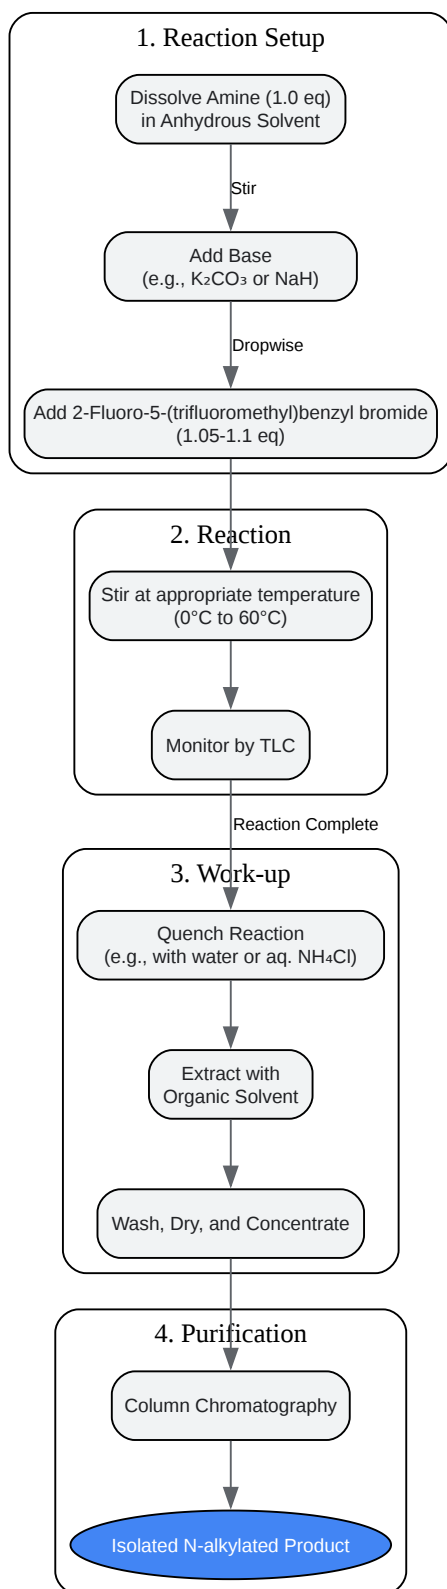 1. Reaction Setup
Dissolve Amine (1.0 eq)
in Anhydrous Solvent
Stir
Add Base
(e.g., K₂CO₃ or NaH)
Dropwise
Add 2-Fluoro-5-(trifluoromethyl)benzyl bromide
(1.05-1.1 eq)
2. Reaction
Stir at appropriate temperature
(0°C to 60°C)
Monitor by TLC
Reaction Complete
3. Work-up
Quench Reaction
(e.g., with water or aq. NH₄Cl)
Extract with
Organic Solvent
Wash, Dry, and Concentrate
4. Purification
Column Chromatography
Isolated N-alkylated Product